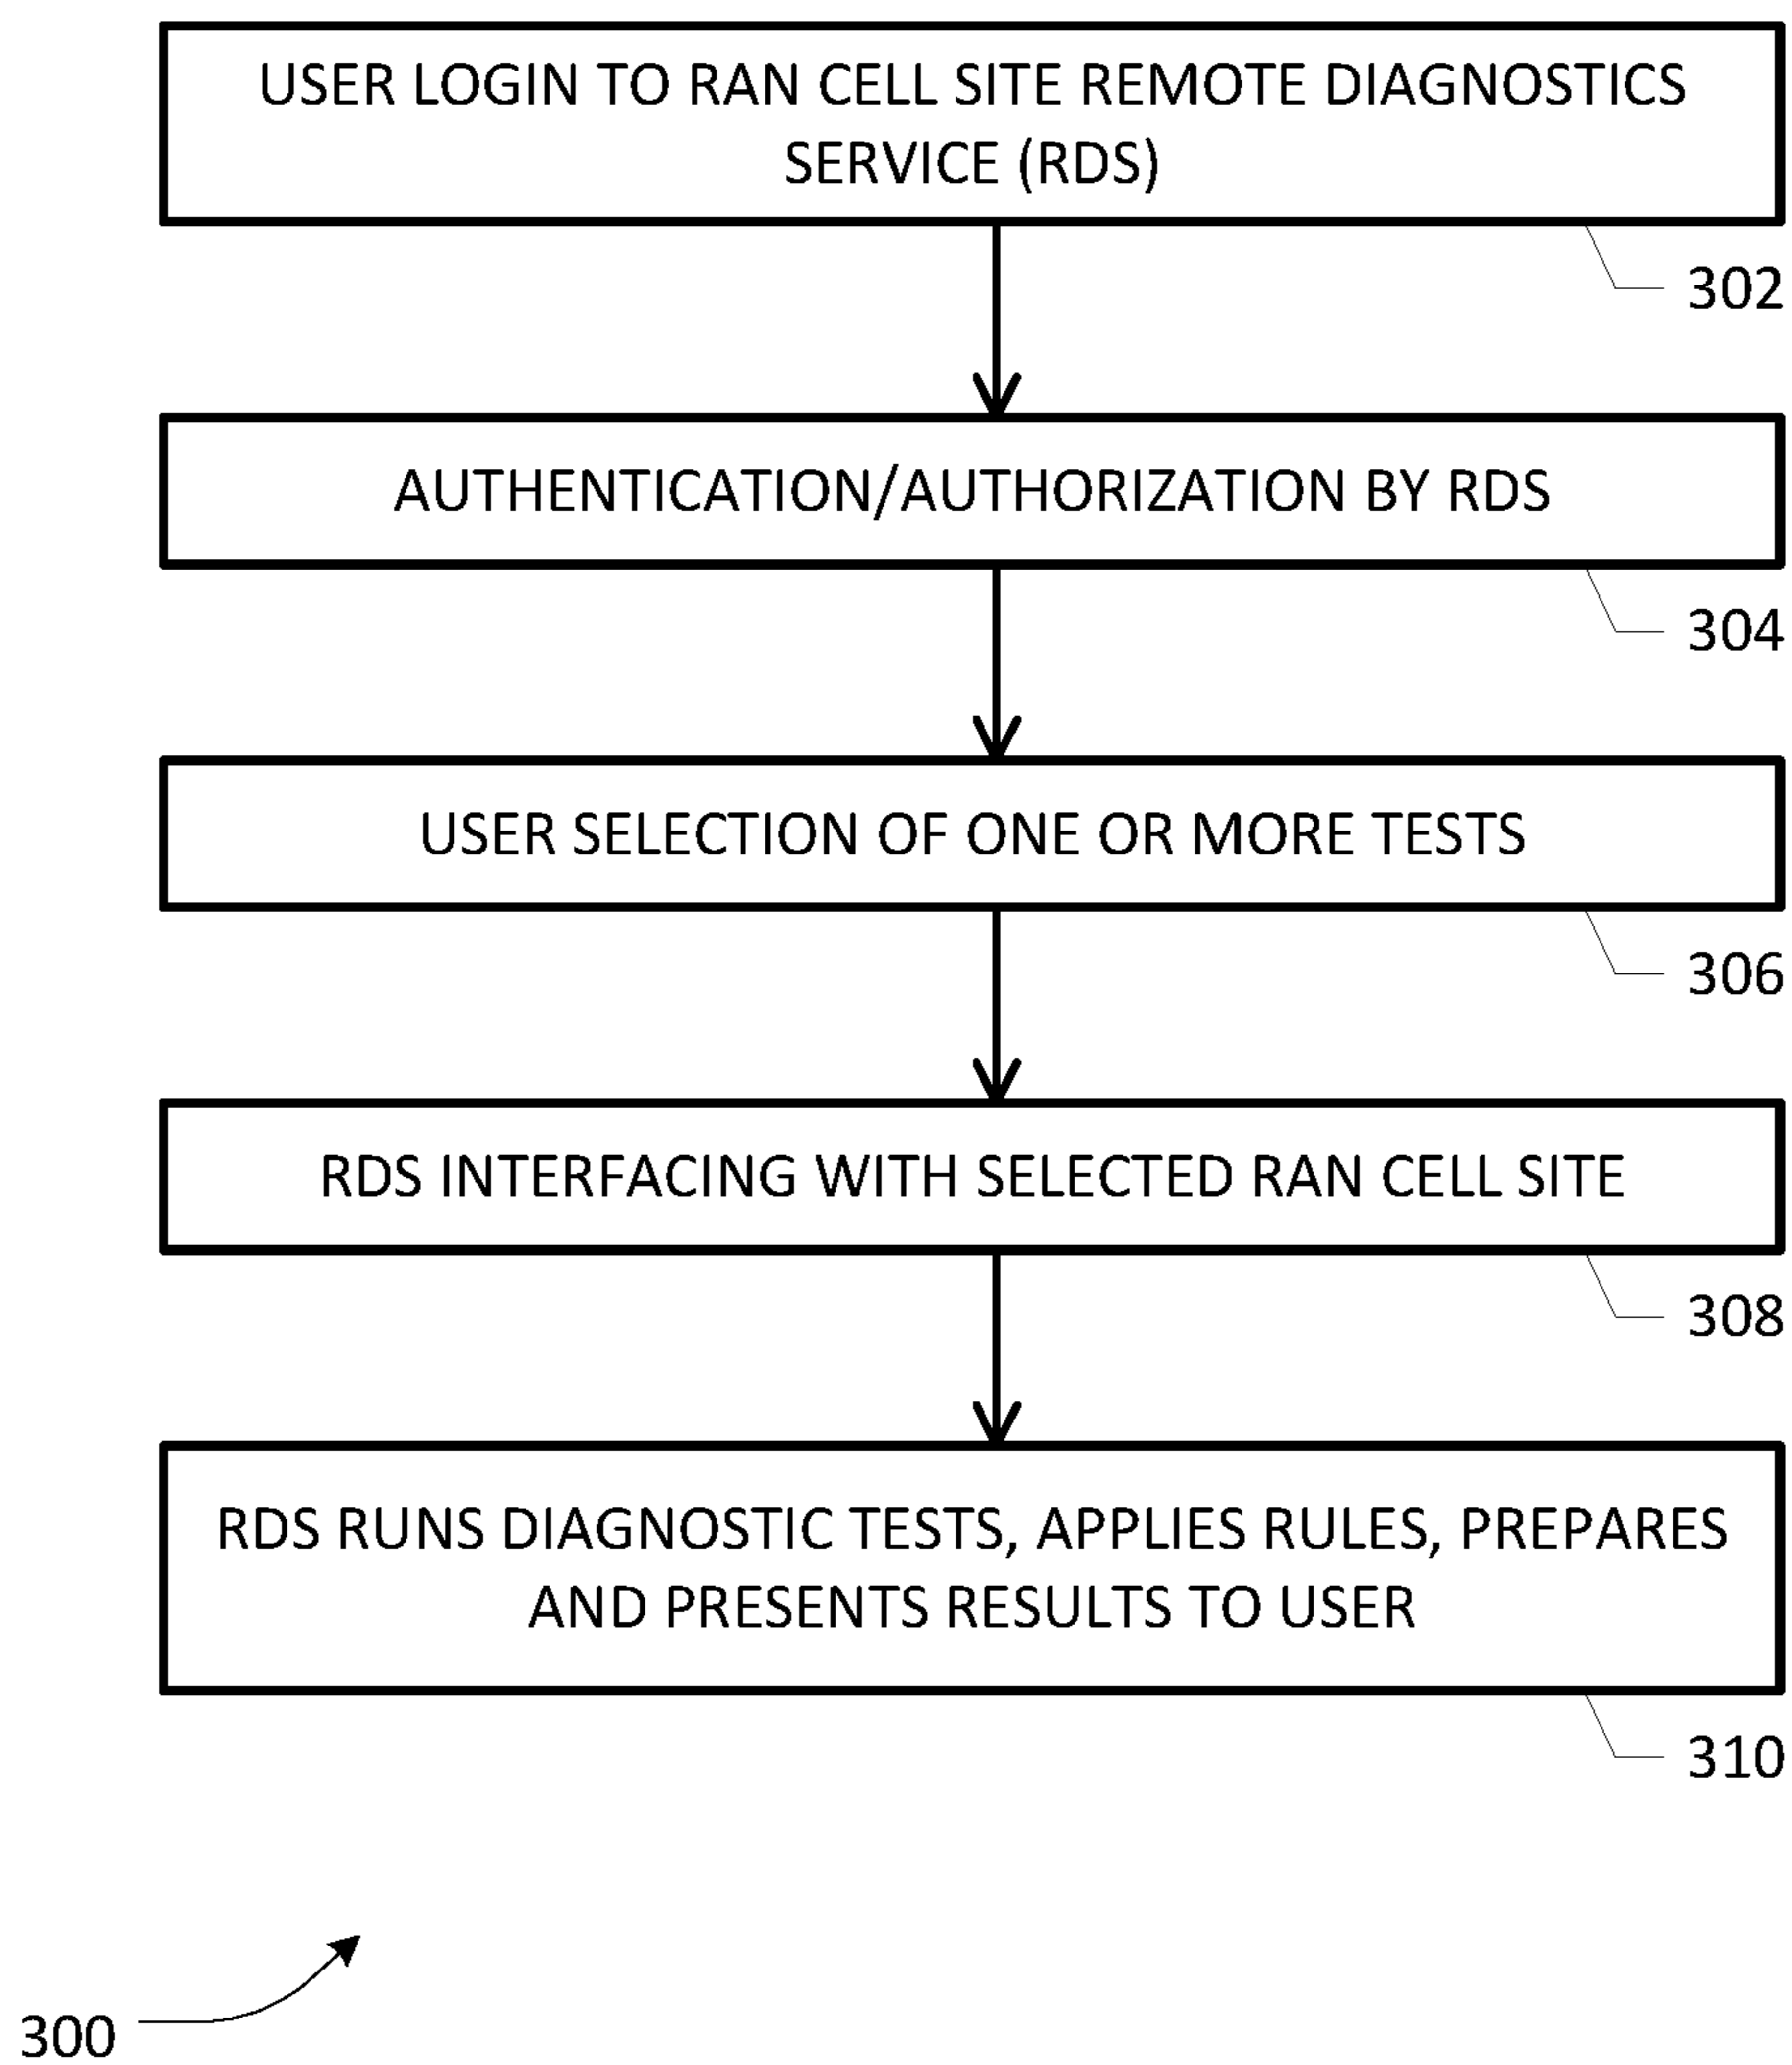 USER LOGIN TO RAN CELL SITE REMOTE DIAGNOSTICS
SERVICE (RDS)
302
AUTHENTICATION/AUTHORIZATION BY RDS
304
USER SELECTION OF ONE OR MORE TESTS
306
RDS INTERFACING WITH SELECTED RAN CELL SITE
308
RDS RUNS DIAGNOSTIC TESTS, APPLIES RULES, PREPARES
AND PRESENTS RESULTS TO USER
310
300